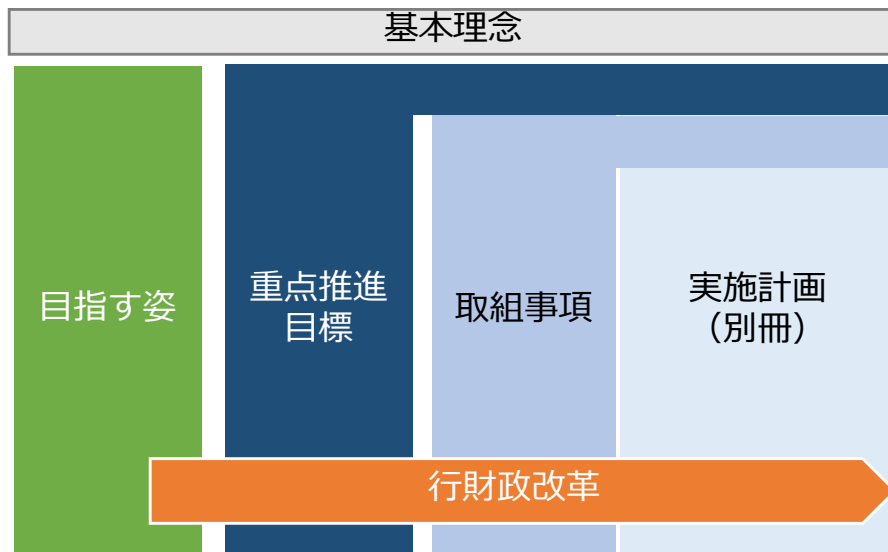 基本理念
目指す姿
重点推進
目標
取組事項
実施計画
（別冊）
行財政改革